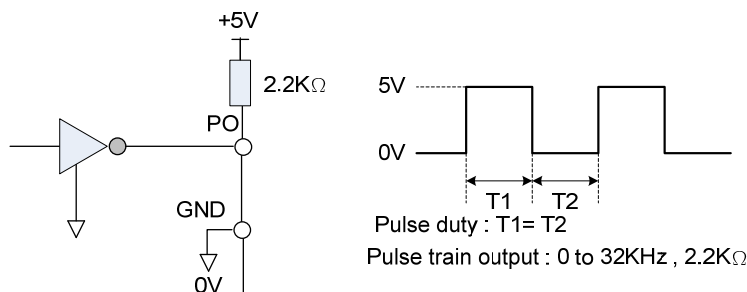 +5V
2.2KΩ
PO
GND
0V
5V
0V
T1
T2
Pulse duty : T1= T2
Pulse train output : 0 to 32KHz , 2.2KΩ